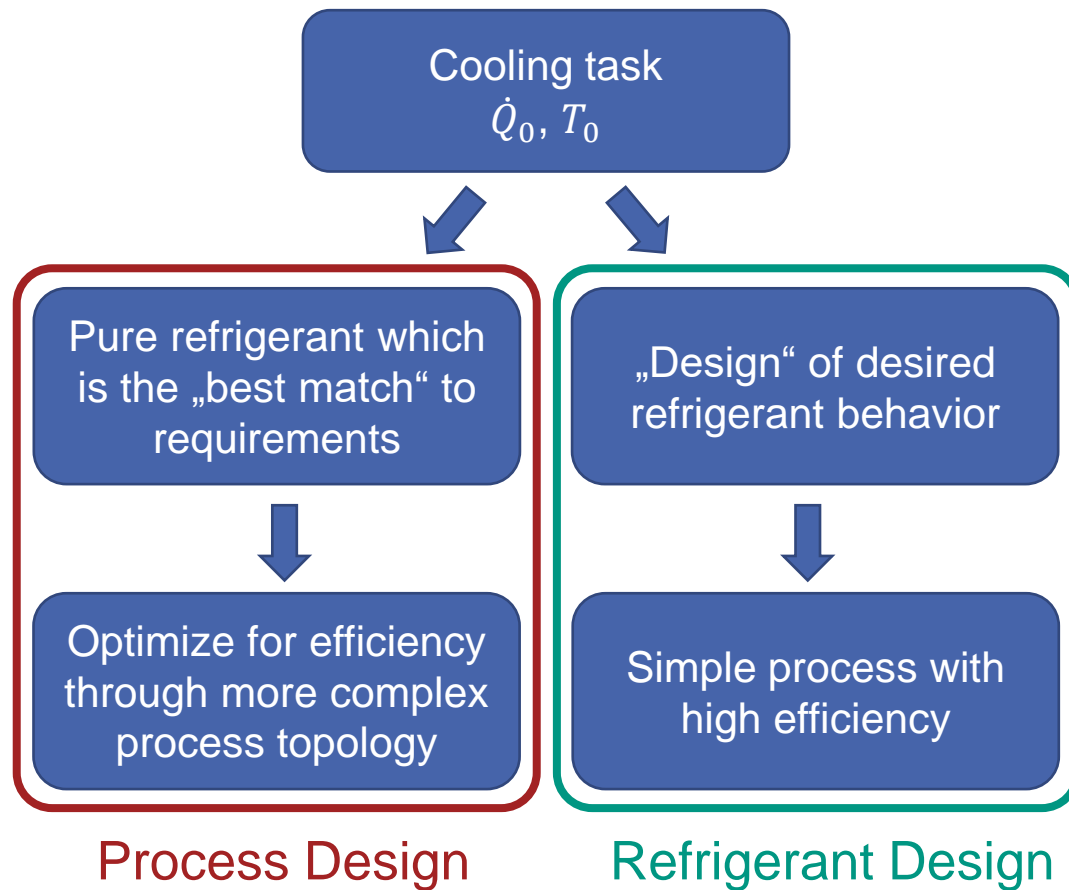 Cooling task
Q̇₀, T₀
Pure refrigerant which
is the „best match“ to
requirements
„Design“ of desired
refrigerant behavior
Optimize for efficiency
through more complex
process topology
Simple process with
high efficiency
Process Design
Refrigerant Design